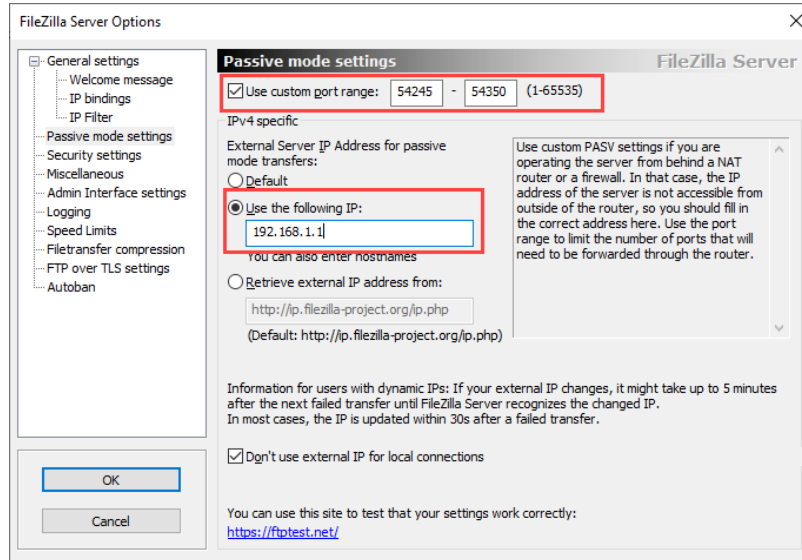 FileZilla Server Options
General settings
Welcome message
IP bindings
IP Filter
Passive mode settings
Security settings
Miscellaneous
Admin Interface settings
Logging
Speed Limits
Filetransfer compression
FTP over TLS settings
Autoban
OK
Cancel
Passive mode settings
FileZilla Server
Use custom port range: 54245 - 54350 (1-65535)
IPv4 specific
External Server IP Address for passive
mode transfers:
Default
Use the following IP:
192.168.1.1
You can also enter hostnames
Retrieve external IP address from:
http://ip.filezilla-project.org/ip.php
(Default: http://ip.filezilla-project.org/ip.php)
Use custom PASV settings if you are
operating the server from behind a NAT
router or a firewall. In that case, the IP
address of the server is not accessible from
outside of the router, so you should fill in
the correct address here. Use the port
range to limit the number of ports that will
need to be forwarded through the router.
Information for users with dynamic IPs: If your external IP changes, it might take up to 5 minutes
after the next failed transfer until FileZilla Server recognizes the changed IP.
In most cases, the IP is updated within 30s after a failed transfer.
Don't use external IP for local connections
You can use this site to test that your settings work correctly:
https://ftptest.net/